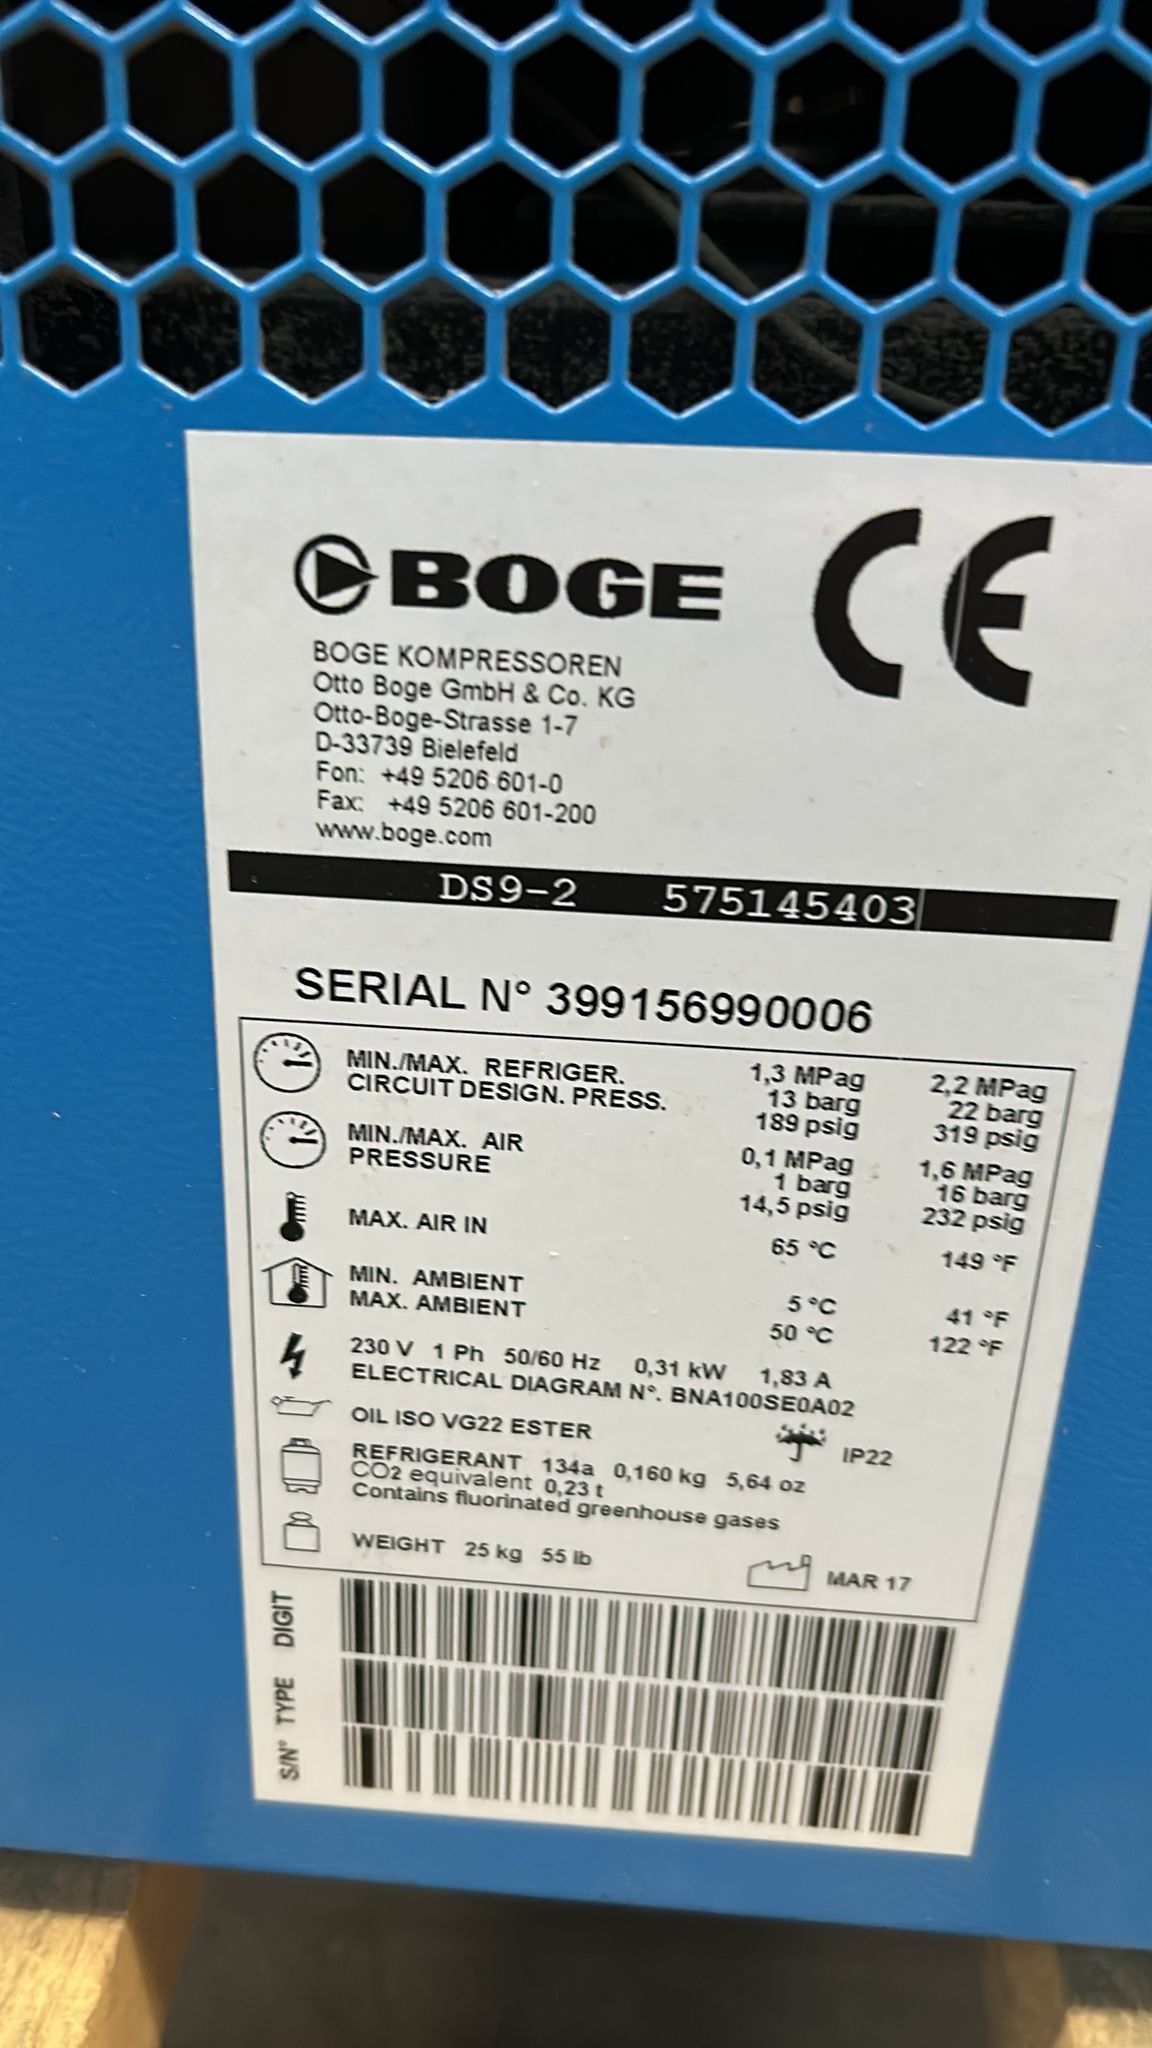 BOGE CE
BOGE KOMPRESSOREN
Otto Boge GmbH & Co. KG
Otto-Boge-Strasse 1-7
D-33739 Bielefeld
Fon: +49 5206 601-0
Fax: +49 5206 601-200
www.boge.com
DS9-2 575145403
SERIAL N° 399156990006
MIN./MAX. REFRIGER. 1,3 MPag 2,2 MPag
CIRCUIT DESIGN. PRESS. 13 barg 22 barg
189 psig 319 psig
MIN./MAX. AIR 0,1 MPag 1,6 MPag
PRESSURE 1 barg 16 barg
14,5 psig 232 psig
MAX. AIR IN 65 °C 149 °F
MIN. AMBIENT 5 °C 41 °F
MAX. AMBIENT 50 °C 122 °F
230 V 1 Ph 50/60 Hz 0,31 kW 1,83 A
ELECTRICAL DIAGRAM N°. BNA100SE0A02
OIL ISO VG22 ESTER IP22
REFRIGERANT 134a 0,160 kg 5,64 oz
CO2 equivalent 0,23 t
Contains fluorinated greenhouse gases
WEIGHT 25 kg 55 lb MAR 17
S/N° TYPE DIGIT